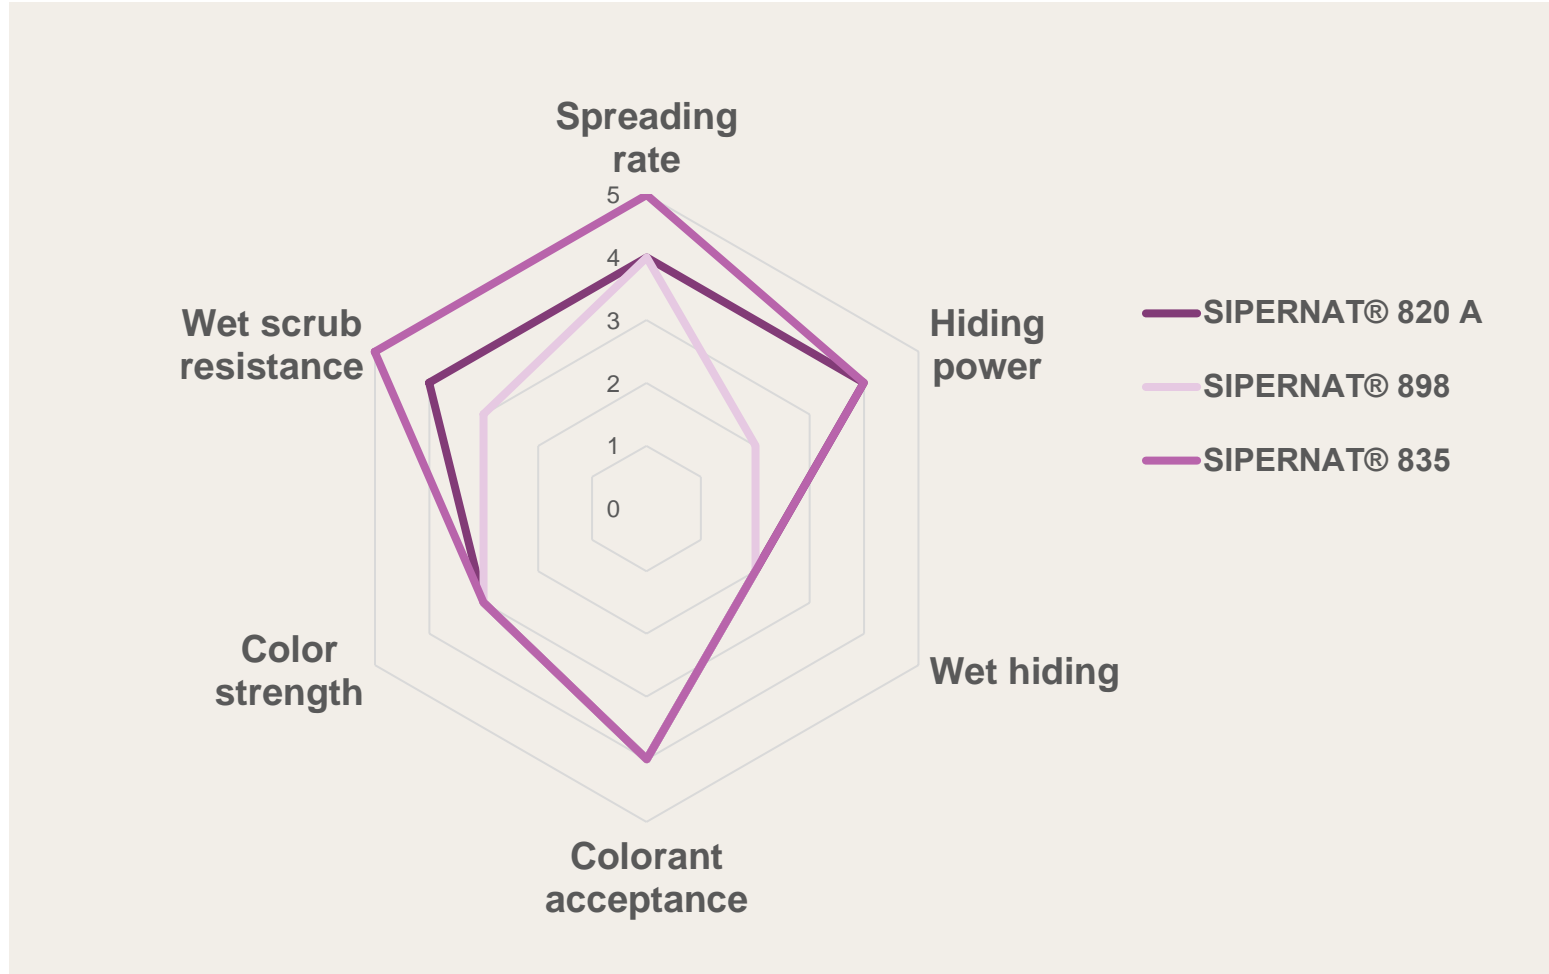 Spreading
rate
5
4
3
2
1
0
Wet scrub
resistance
Hiding
power
Color
strength
Wet hiding
Colorant
acceptance
SIPERNAT® 820 A
SIPERNAT® 898
SIPERNAT® 835